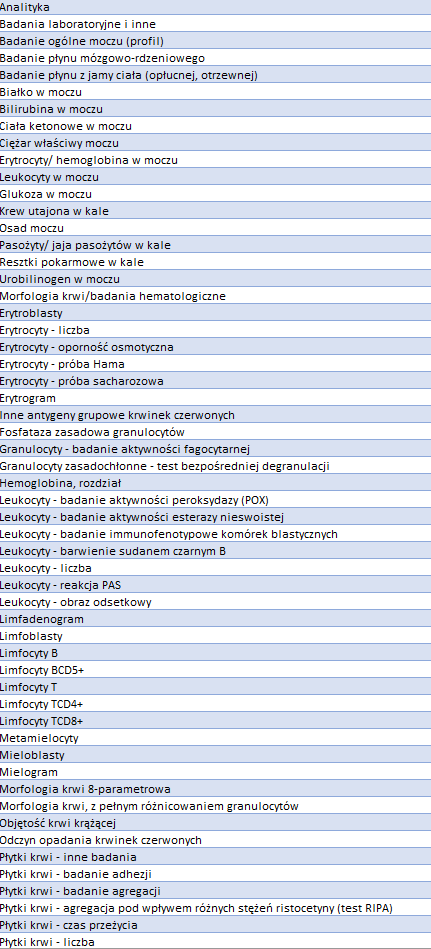 Analityka
Badania laboratoryjne i inne
Badanie ogólne moczu (profil)
Badanie płynu mózgowo-rdzeniowego
Badanie płynu z jamy ciała (opłucnej, otrzewnej)
Białko w moczu
Bilirubina w moczu
Ciała ketonowe w moczu
Ciężar właściwy moczu
Erytrocyty/ hemoglobina w moczu
Leukocyty w moczu
Glukoza w moczu
Krew utajona w kale
Osad moczu
Pasożyty/ jaja pasożytów w kale
Resztki pokarmowe w kale
Urobilinogen w moczu
Morfologia krwi/badania hematologiczne
Erytroblasty
Erytrocyty - liczba
Erytrocyty - oporność osmotyczna
Erytrocyty - próba Hama
Erytrocyty - próba sacharozowa
Erytrogram
Inne antygeny grupowe krwinek czerwonych
Fosfataza zasadowa granulocytów
Granulocyty - badanie aktywności fagocytarnej
Granulocyty zasadochłonne - test bezpośredniej degranulacji
Hemoglobina, rozdział
Leukocyty - badanie aktywności peroksydazy (POX)
Leukocyty - badanie aktywności esterazy nieswoistej
Leukocyty - badanie immunofenotypowe komórek blastycznych
Leukocyty - barwienie sudanem czarnym B
Leukocyty - liczba
Leukocyty - reakcja PAS
Leukocyty - obraz odsetkowy
Limfadenogram
Limfoblasty
Limfocyty B
Limfocyty BCD5+
Limfocyty T
Limfocyty TCD4+
Limfocyty TCD8+
Metamielocyty
Mieloblasty
Mielogram
Morfologia krwi 8-parametrowa
Morfologia krwi, z pełnym różnicowaniem granulocytów
Objętość krwi krążącej
Odczyn opadania krwinek czerwonych
Płytki krwi - inne badania
Płytki krwi - badanie adhezji
Płytki krwi - badanie agregacji
Płytki krwi - agregacja pod wpływem różnych stężeń ristocetyny (test RIPA)
Płytki krwi - czas przeżycia
Płytki krwi - liczba